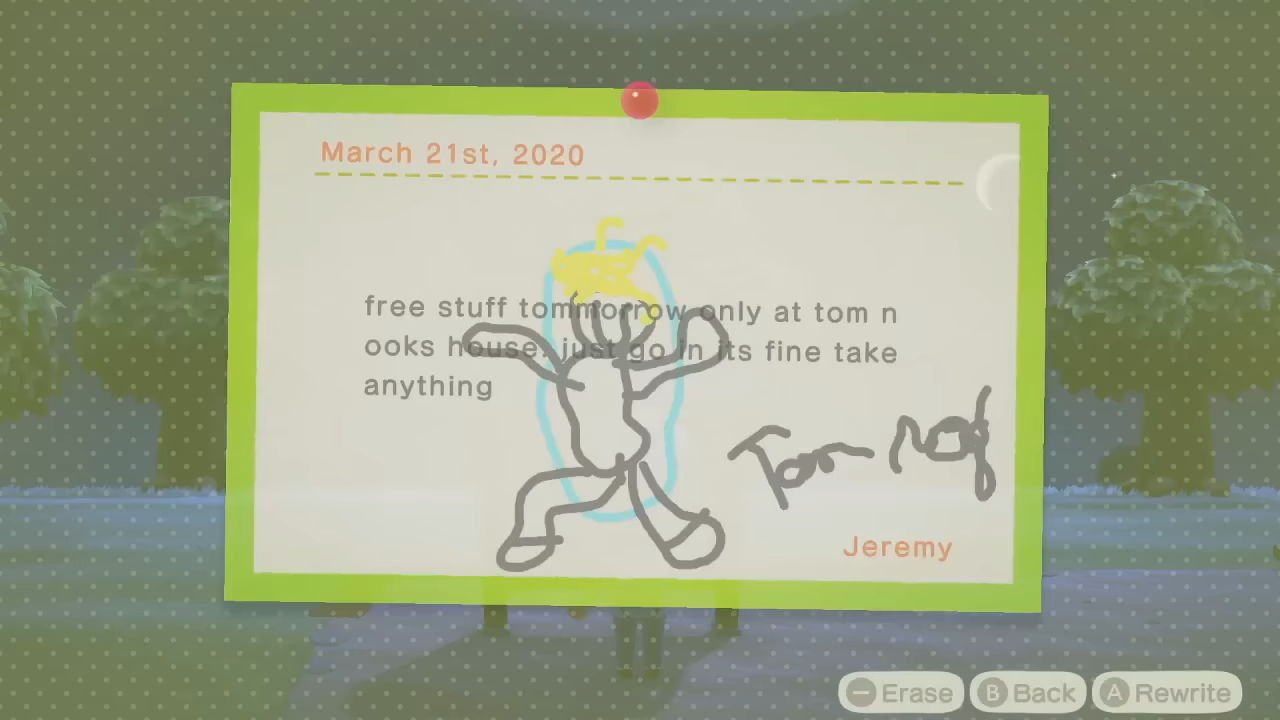 March 21st, 2020
free stuff tommorrow only at tom n
ooks house. just go in its fine take
anything
Tom
Jeremy
- Erase B Back A Rewrite